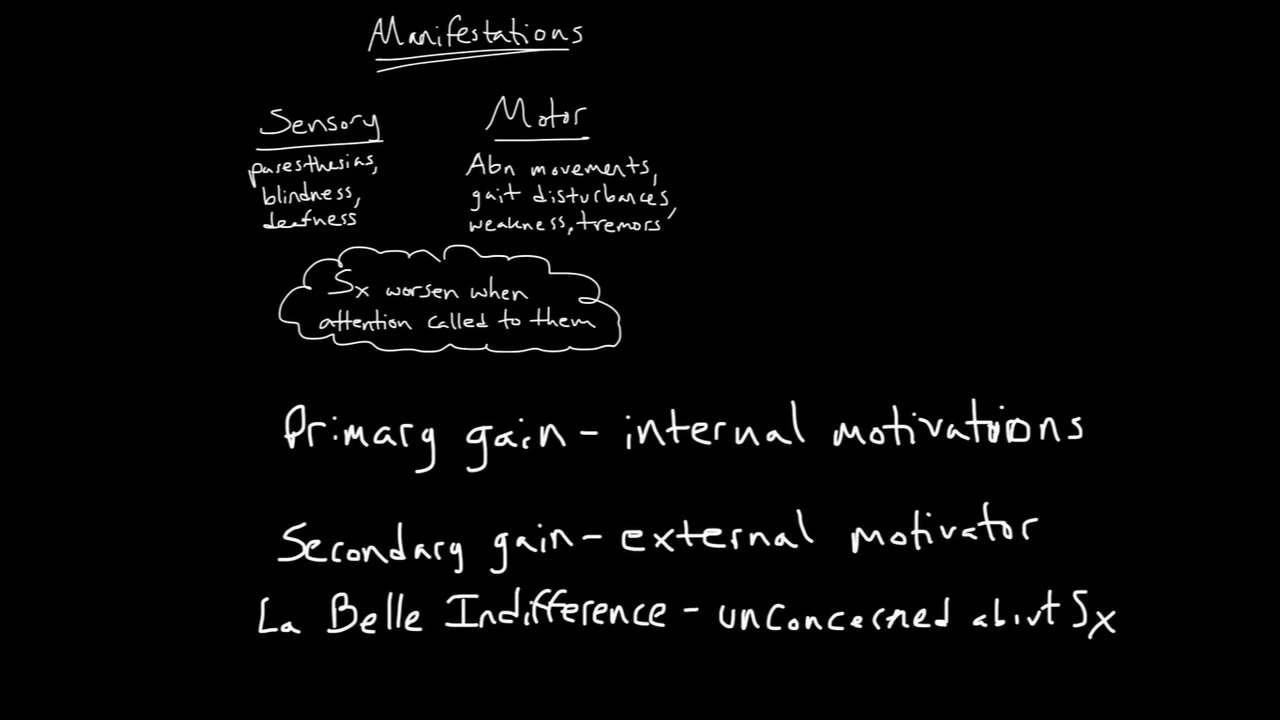 Manifestations
Sensory
paresthesias,
blindness,
deafness
Motor
Abn movements,
gait disturbances,
weakness, tremors
Sx worsen when
attention called to them
Primary gain - internal motivations
Secondary gain - external motivator
La Belle Indifference - unconcerned about Sx